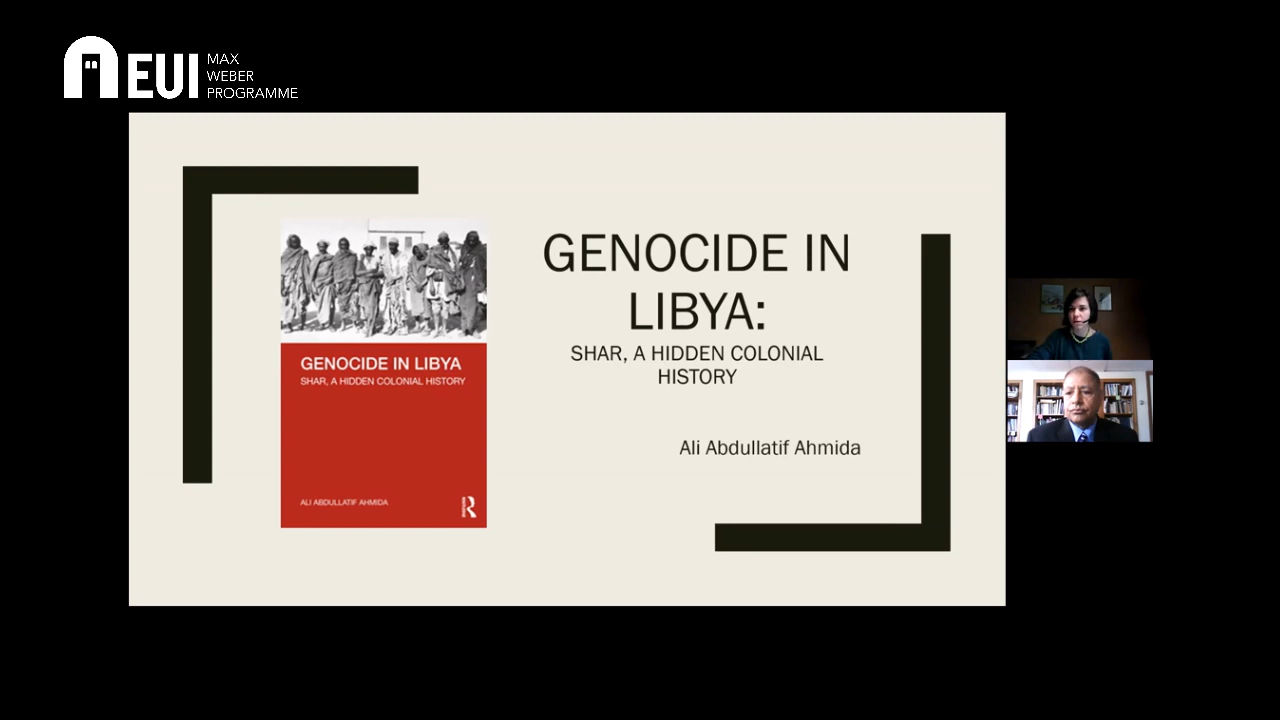 EUI
MAX
WEBER
PROGRAMME
GENOCIDE IN LIBYA
SHAR, A HIDDEN COLONIAL HISTORY
ALI ABDULLATIF AHMIDA
R
GENOCIDE IN
LIBYA:
SHAR, A HIDDEN COLONIAL
HISTORY
Ali Abdullatif Ahmida